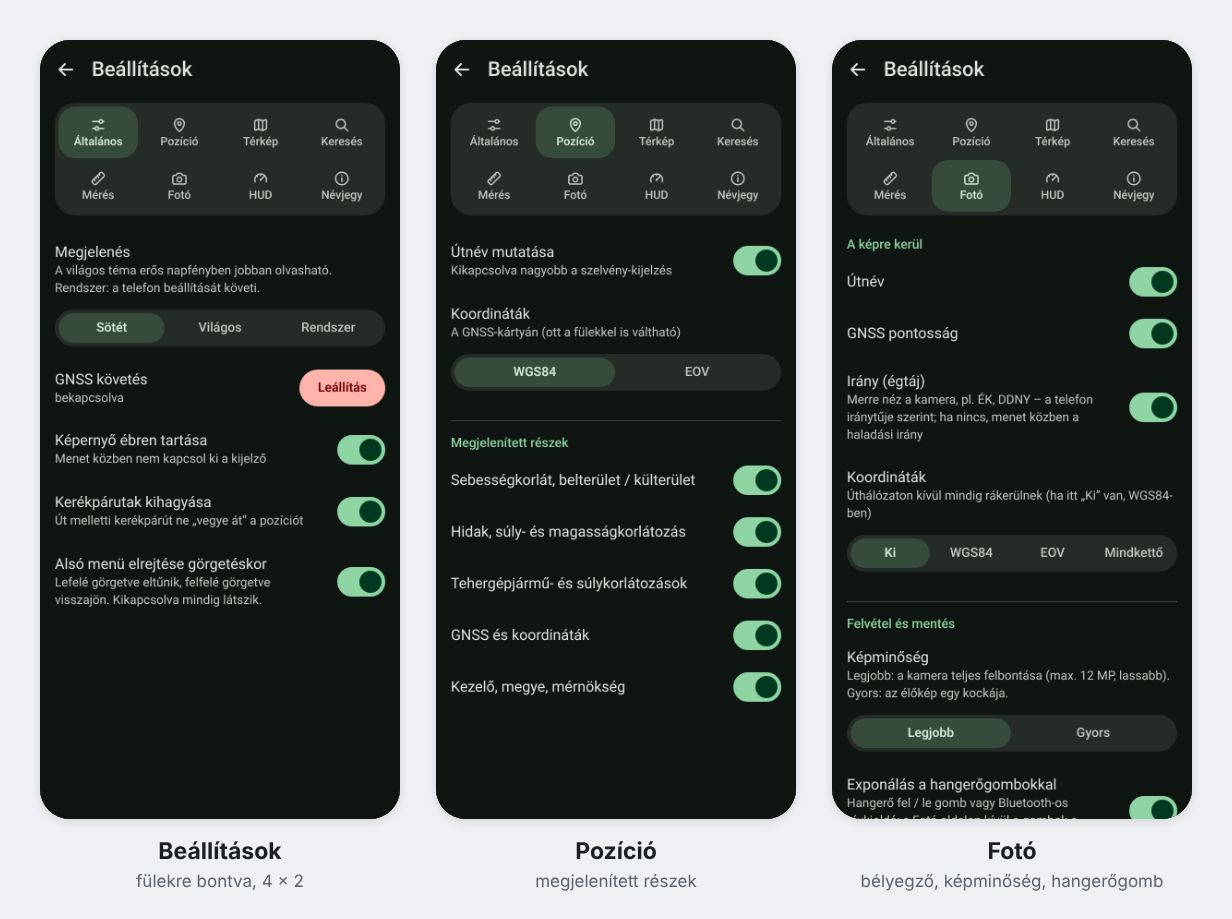 Beállítások
Általános
Pozíció
Térkép
Keresés
Mérés
Fotó
HUD
Névjegy
Megjelenés
A világos téma erős napfényben jobban olvasható.
Rendszer: a telefon beállítását követi.
Sötét
Világos
Rendszer
GNSS követés
bekapcsolva
Leállítás
Képernyő ébren tartása
Menet közben nem kapcsol ki a kijelző
Kerékpárutak kihagyása
Út melletti kerékpárút ne „vegye át” a pozíciót
Alsó menü elrejtése görgetéskor
Lefelé görgetve eltűnik, felfelé görgetve
visszajön. Kikapcsolva mindig látszik.
Beállítások
fülekre bontva, 4 × 2
Beállítások
Általános
Pozíció
Térkép
Keresés
Mérés
Fotó
HUD
Névjegy
Útnév mutatása
Kikapcsolva nagyobb a szelvény-kijelzés
Koordináták
A GNSS-kártyán (ott a fülekkel is váltható)
WGS84
EOV
Megjelenített részek
Sebességkorlát, belterület / külterület
Hidak, súly- és magasságkorlátozás
Tehergépjármű- és súlykorlátozások
GNSS és koordináták
Kezelő, megye, mérnökség
Pozíció
megjelenített részek
Beállítások
Általános
Pozíció
Térkép
Keresés
Mérés
Fotó
HUD
Névjegy
A képre kerül
Útnév
GNSS pontosság
Irány (égtáj)
Merre néz a kamera, pl. ÉK, DDNY – a telefon
iránytűje szerint; ha nincs, menet közben a
haladási irány
Koordináták
Úthálózaton kívül mindig rákerülnek (ha itt „Ki” van, WGS84-
ben)
Ki
WGS84
EOV
Mindkettő
Felvétel és mentés
Képminőség
Legjobb: a kamera teljes felbontása (max. 12 MP, lassabb).
Gyors: az élőkép egy kockája.
Legjobb
Gyors
Exponálás a hangerőgombokkal
Hangerő fel / le gomb vagy Bluetooth-os
Fotó
bélyegző, képminőség, hangerőgomb